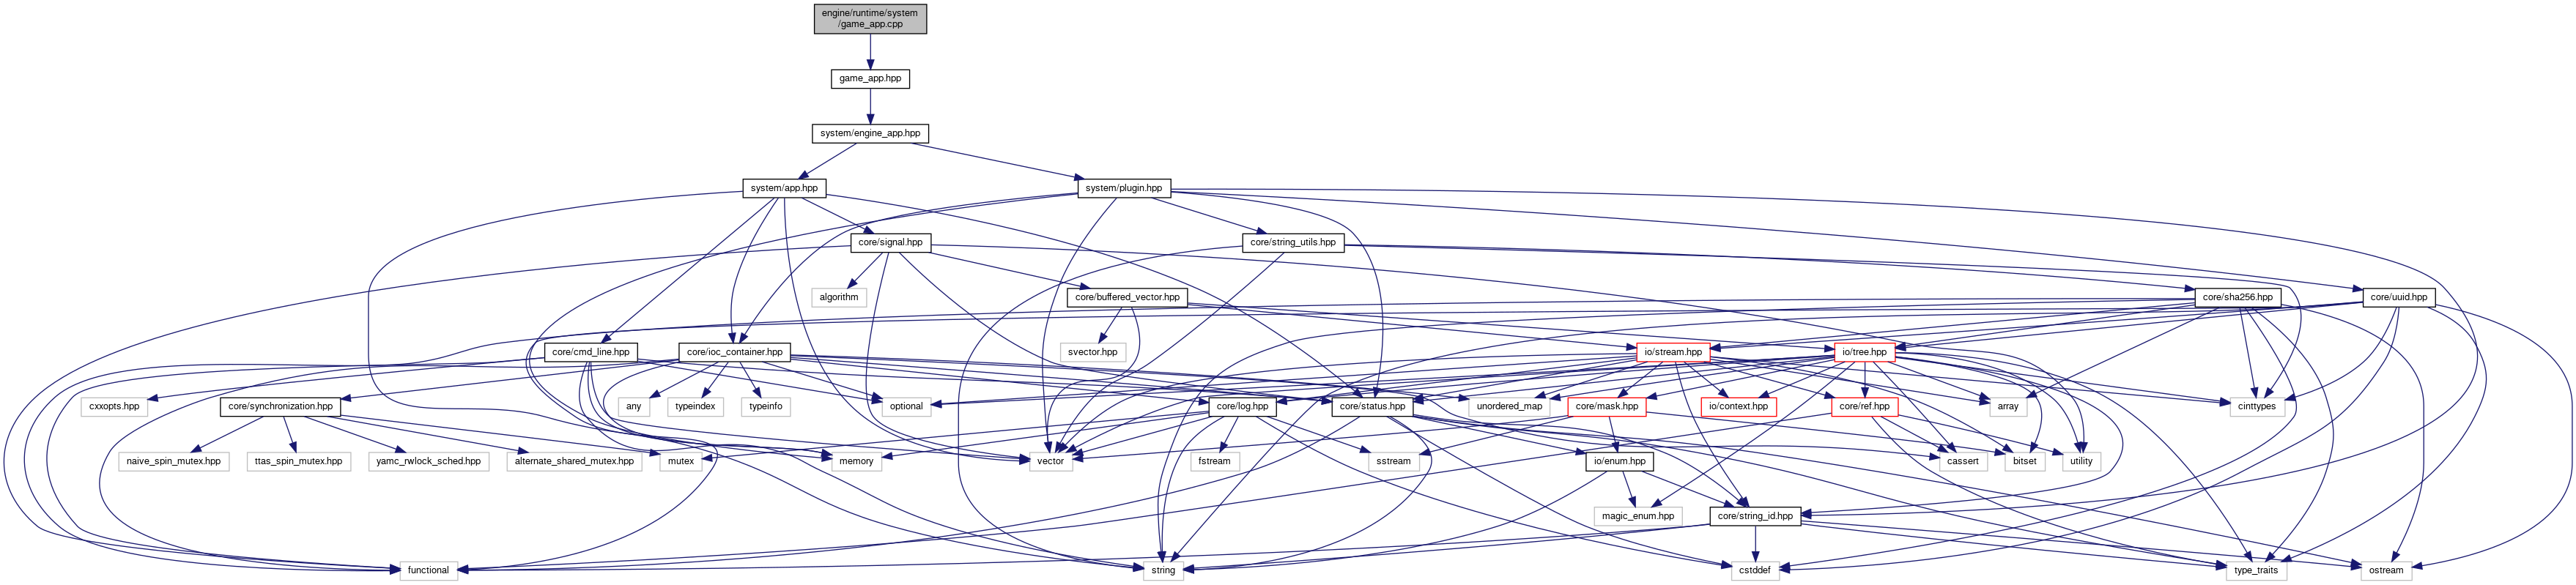 engine/runtime/system
/game_app.cpp
game_app.hpp
system/engine_app.hpp
system/app.hpp
system/plugin.hpp
core/signal.hpp
core/string_utils.hpp
algorithm
core/buffered_vector.hpp
core/sha256.hpp
core/uuid.hpp
core/cmd_line.hpp
core/ioc_container.hpp
svector.hpp
io/stream.hpp
io/tree.hpp
cxxopts.hpp
core/synchronization.hpp
any
typeindex
typeinfo
optional
core/log.hpp
core/status.hpp
unordered_map
core/mask.hpp
io/context.hpp
core/ref.hpp
array
cinttypes
naive_spin_mutex.hpp
ttas_spin_mutex.hpp
yamc_rwlock_sched.hpp
alternate_shared_mutex.hpp
mutex
memory
vector
fstream
sstream
io/enum.hpp
cassert
bitset
utility
magic_enum.hpp
core/string_id.hpp
functional
string
cstddef
type_traits
ostream